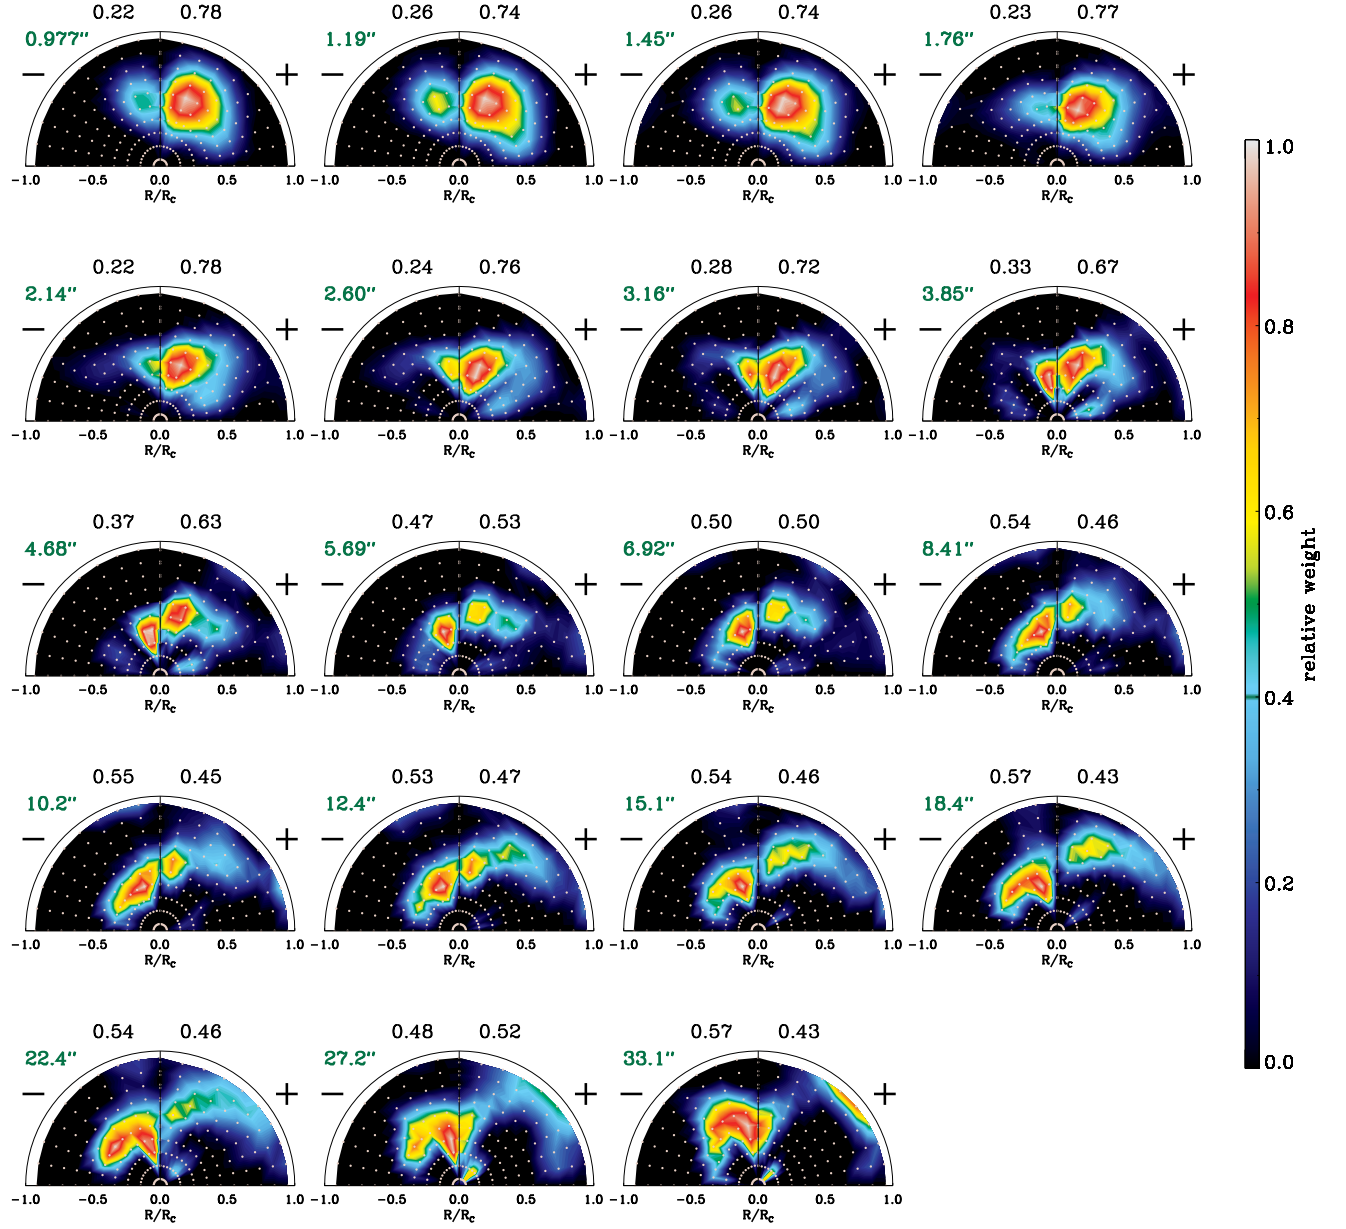 0.22 0.78 0.26 0.74 0.26 0.74 0.23 0.77
0.977" 1.19" 1.45" 1.76"
− + − + − + − +
-1.0 -0.5 0.0 0.5 1.0 -1.0 -0.5 0.0 0.5 1.0 -1.0 -0.5 0.0 0.5 1.0 -1.0 -0.5 0.0 0.5 1.0
R/Rc R/Rc R/Rc R/Rc
0.22 0.78 0.24 0.76 0.28 0.72 0.33 0.67
2.14" 2.60" 3.16" 3.85"
− + − + − + − +
-1.0 -0.5 0.0 0.5 1.0 -1.0 -0.5 0.0 0.5 1.0 -1.0 -0.5 0.0 0.5 1.0 -1.0 -0.5 0.0 0.5 1.0
R/Rc R/Rc R/Rc R/Rc
0.37 0.63 0.47 0.53 0.50 0.50 0.54 0.46
4.68" 5.69" 6.92" 8.41"
− + − + − + − +
-1.0 -0.5 0.0 0.5 1.0 -1.0 -0.5 0.0 0.5 1.0 -1.0 -0.5 0.0 0.5 1.0 -1.0 -0.5 0.0 0.5 1.0
R/Rc R/Rc R/Rc R/Rc
0.55 0.45 0.53 0.47 0.54 0.46 0.57 0.43
10.2" 12.4" 15.1" 18.4"
− + − + − + − +
-1.0 -0.5 0.0 0.5 1.0 -1.0 -0.5 0.0 0.5 1.0 -1.0 -0.5 0.0 0.5 1.0 -1.0 -0.5 0.0 0.5 1.0
R/Rc R/Rc R/Rc R/Rc
0.54 0.46 0.48 0.52 0.57 0.43
22.4" 27.2" 33.1"
− + − + − +
-1.0 -0.5 0.0 0.5 1.0 -1.0 -0.5 0.0 0.5 1.0 -1.0 -0.5 0.0 0.5 1.0
R/Rc R/Rc R/Rc
1.0
0.8
0.6
0.4
0.2
0.0
relative weight